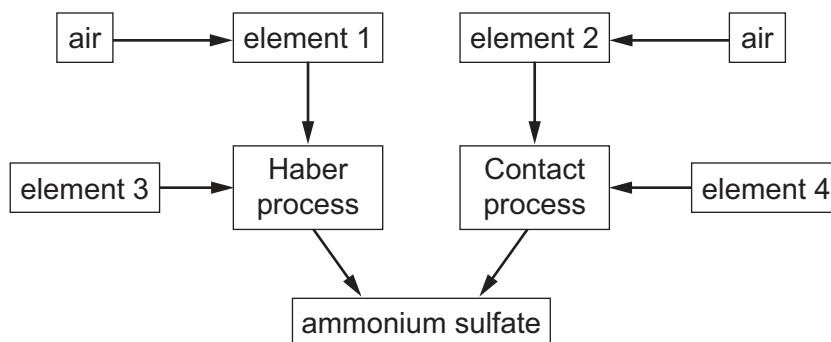 air
element 1
element 2
air
element 3
Haber
process
Contact
process
element 4
ammonium sulfate